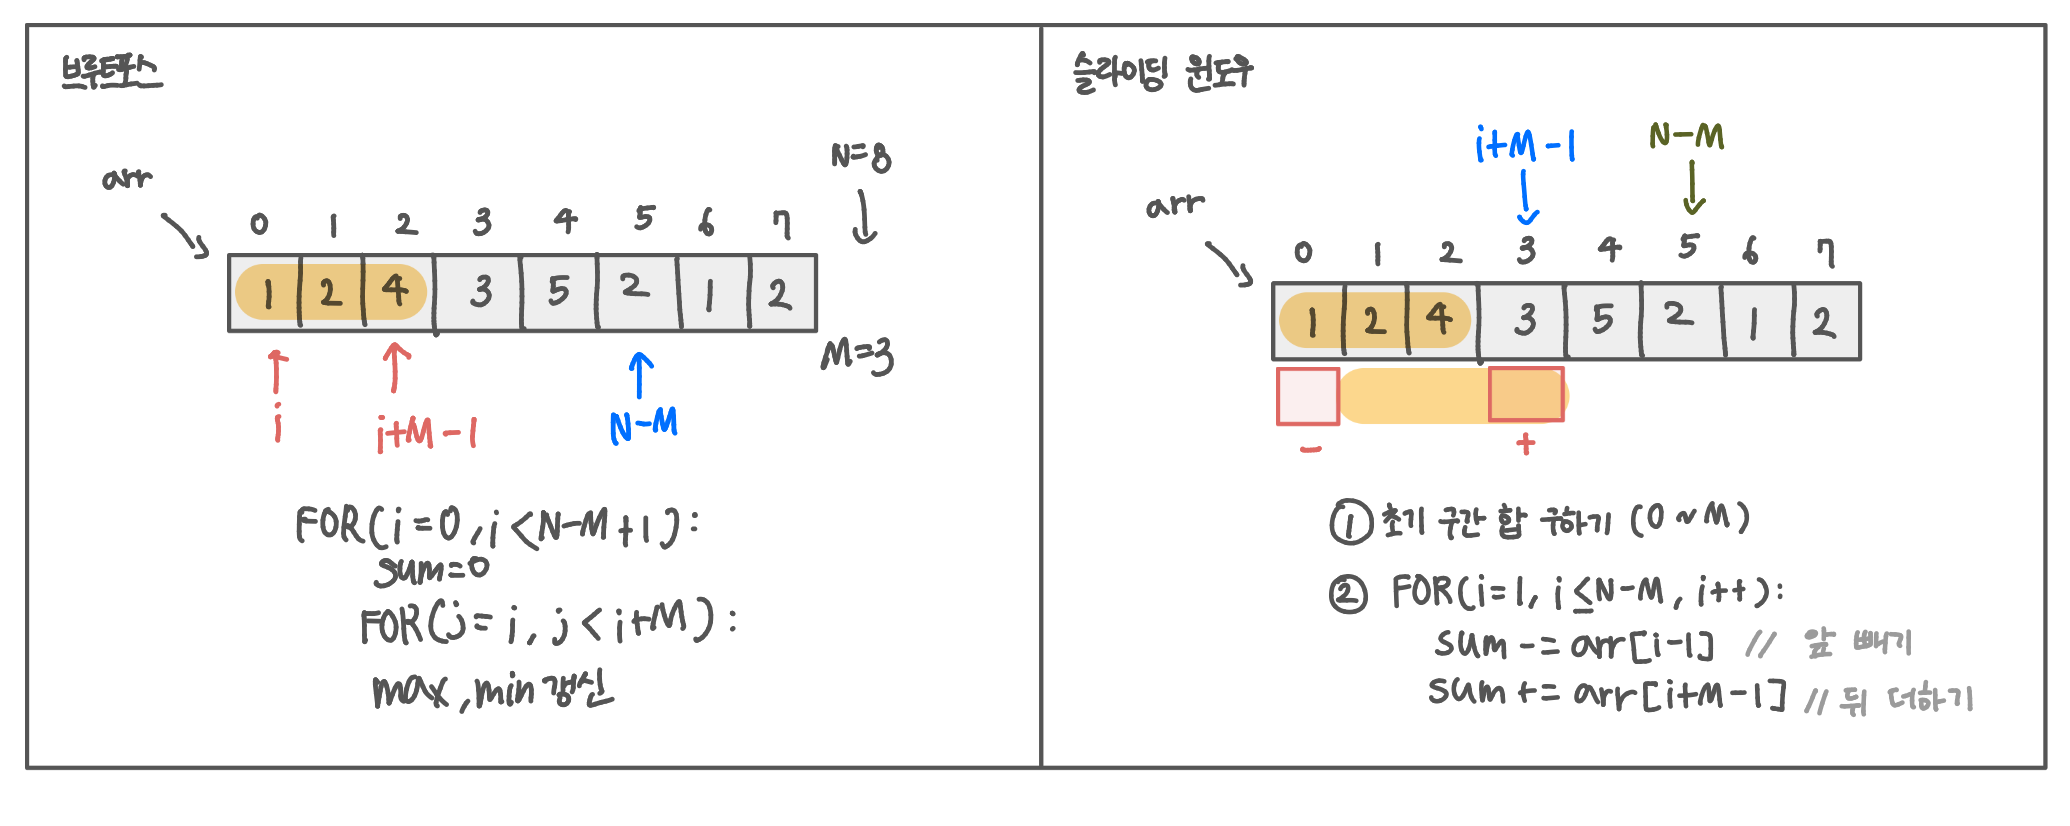 브루트포스
N=8
arr
0 1 2 3 4 5 6 7
1 2 4 3 5 2 1 2
M=3
i
i+M-1
N-M
FOR(i=0, i<N-M+1):
sum=0
FOR(j=i, j<i+M):
max, min 갱신
슬라이딩 윈도우
i+M-1
N-M
arr
0 1 2 3 4 5 6 7
1 2 4 3 5 2 1 2
- +
① 초기 구간 합 구하기 (0~M)
② FOR(i=1, i≤N-M, i++):
sum -= arr[i-1] // 앞 빼기
sum += arr[i+M-1] // 뒤 더하기